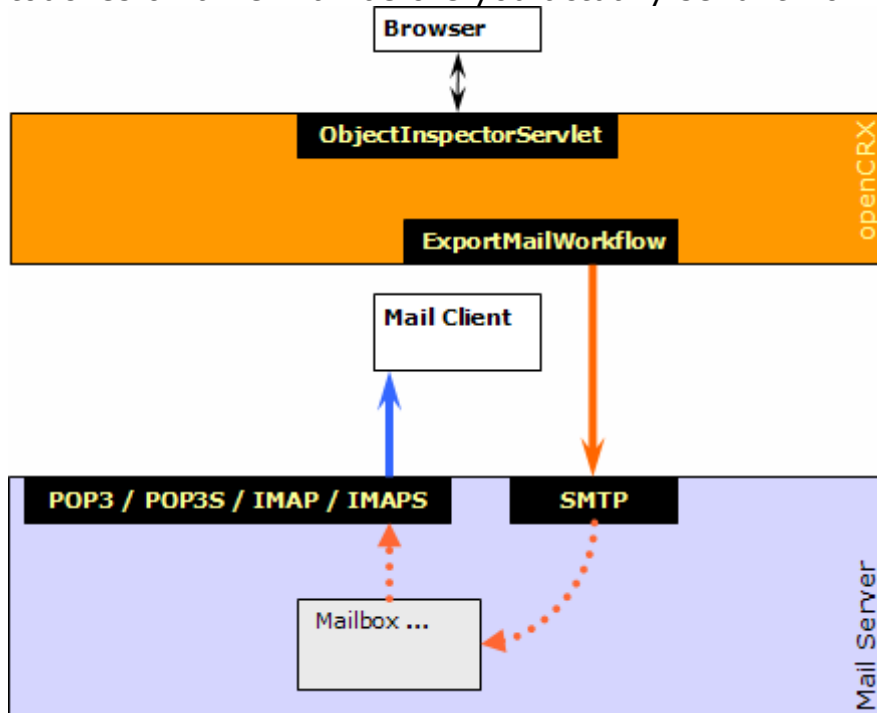 Browser
ObjectInspectorServlet
openCRX
ExportMailWorkflow
Mail Client
POP3 / POP3S / IMAP / IMAPS
SMTP
Mailbox ...
Mail Server